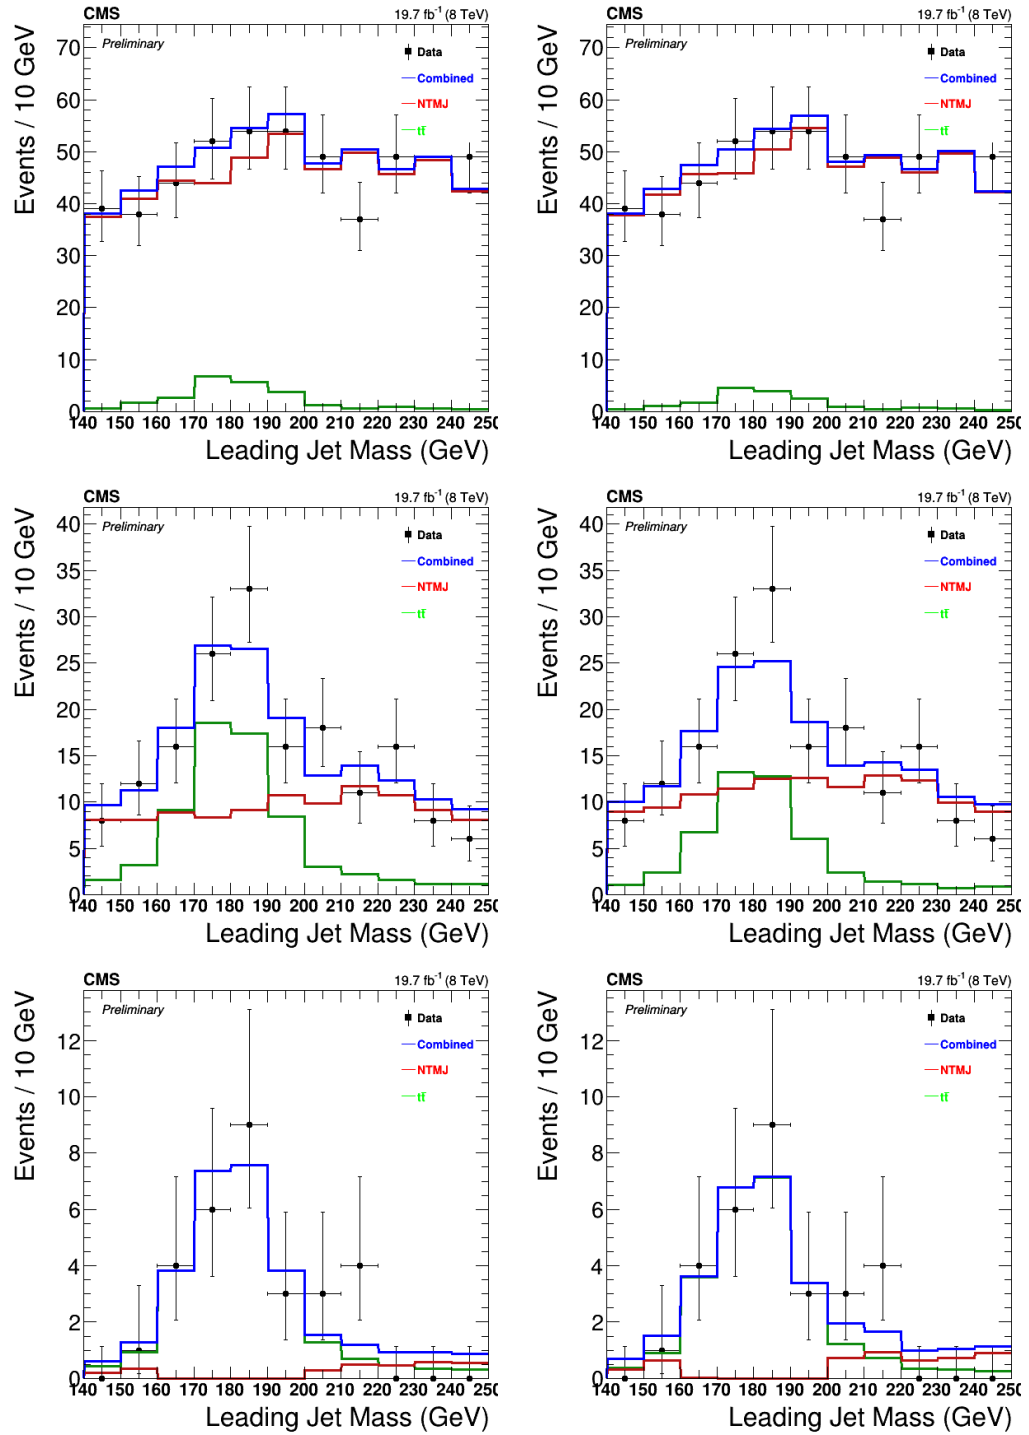 CMS 19.7 fb⁻¹ (8 TeV)
Preliminary
Data
Combined
NTMJ
tt̄
Events / 10 GeV
70
60
50
40
30
20
10
0
140 150 160 170 180 190 200 210 220 230 240 250
Leading Jet Mass (GeV)
CMS 19.7 fb⁻¹ (8 TeV)
Preliminary
Data
Combined
NTMJ
tt̄
Events / 10 GeV
70
60
50
40
30
20
10
0
140 150 160 170 180 190 200 210 220 230 240 250
Leading Jet Mass (GeV)
CMS 19.7 fb⁻¹ (8 TeV)
Preliminary
Data
Combined
NTMJ
tt̄
Events / 10 GeV
40
35
30
25
20
15
10
5
0
140 150 160 170 180 190 200 210 220 230 240 250
Leading Jet Mass (GeV)
CMS 19.7 fb⁻¹ (8 TeV)
Preliminary
Data
Combined
NTMJ
tt̄
Events / 10 GeV
40
35
30
25
20
15
10
5
0
140 150 160 170 180 190 200 210 220 230 240 250
Leading Jet Mass (GeV)
CMS 19.7 fb⁻¹ (8 TeV)
Preliminary
Data
Combined
NTMJ
tt̄
Events / 10 GeV
12
10
8
6
4
2
0
140 150 160 170 180 190 200 210 220 230 240 250
Leading Jet Mass (GeV)
CMS 19.7 fb⁻¹ (8 TeV)
Preliminary
Data
Combined
NTMJ
tt̄
Events / 10 GeV
12
10
8
6
4
2
0
140 150 160 170 180 190 200 210 220 230 240 250
Leading Jet Mass (GeV)